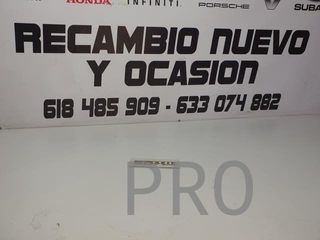 HONDA INFINITI PORSCHE SUBA
RECAMBIO NUEVO
Y OCASION
618 485 909 - 633 074 882
PRO